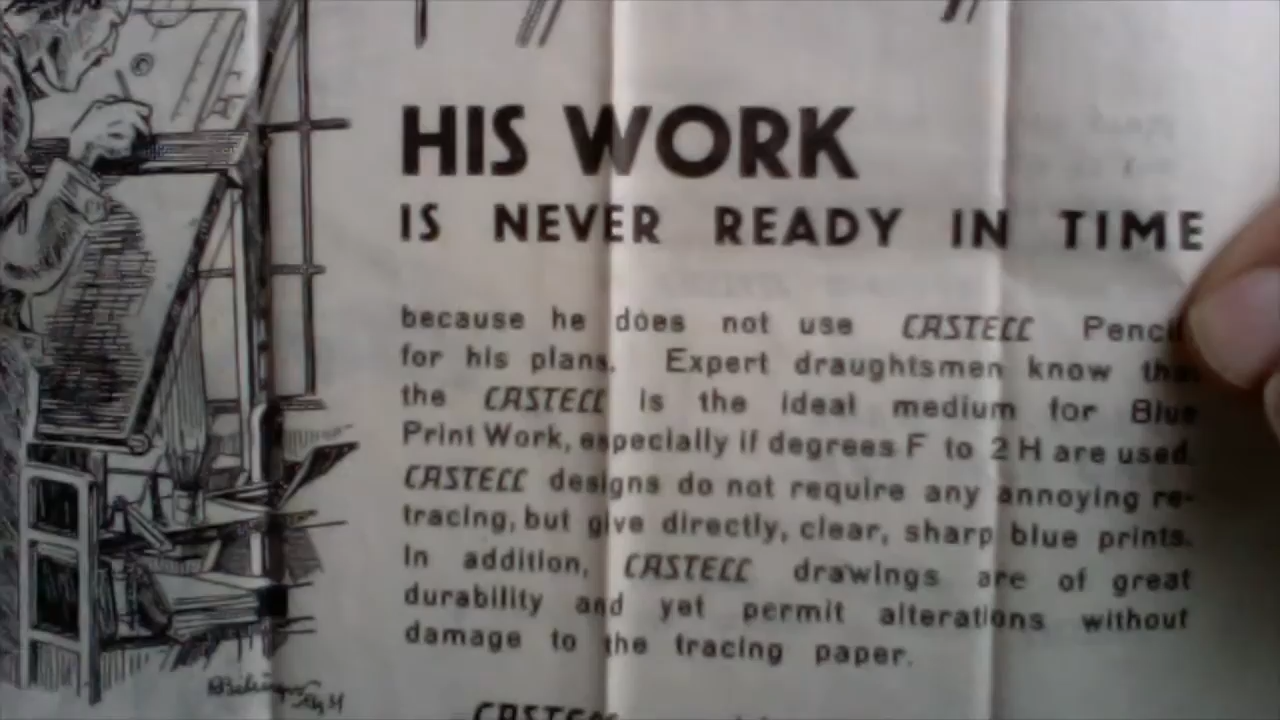 HIS WORK
IS NEVER READY IN TIME
because he does not use CASTELL
for his plans. Expert draughtsmen know that
the CASTELL is the ideal medium for Blue
Print Work, especially if degrees F to 2 H are used.
CASTELL designs do not require any annoying re-
tracing, but give directly, clear, sharp blue prints.
In addition, CASTELL drawings are of great
durability and yet permit alterations without
damage to the tracing paper.
CASTELL